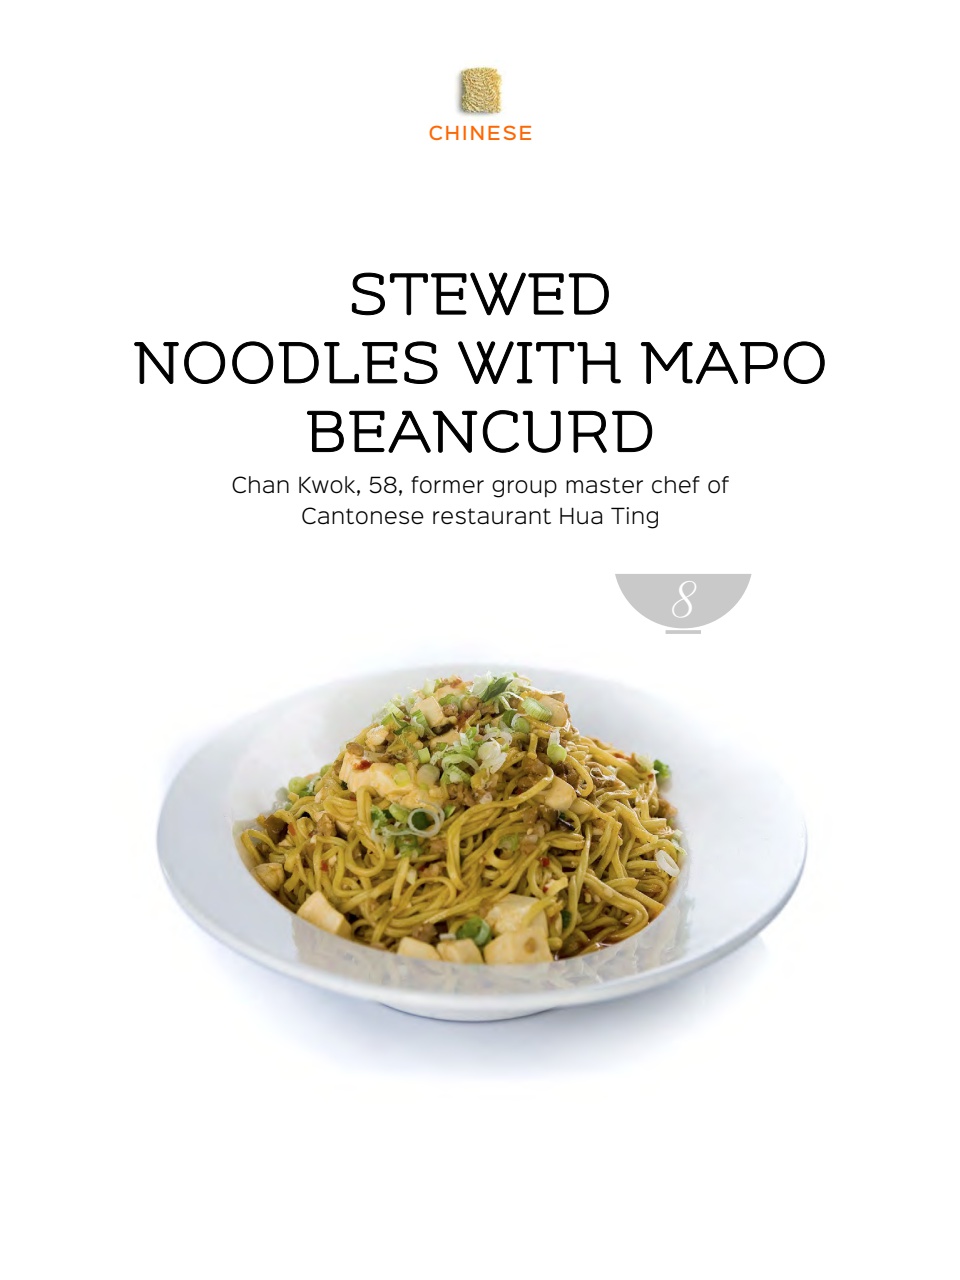 CHINESE
STEWED
NOODLES WITH MAPO
BEANCURD
Chan Kwok, 58, former group master chef of
Cantonese restaurant Hua Ting
8